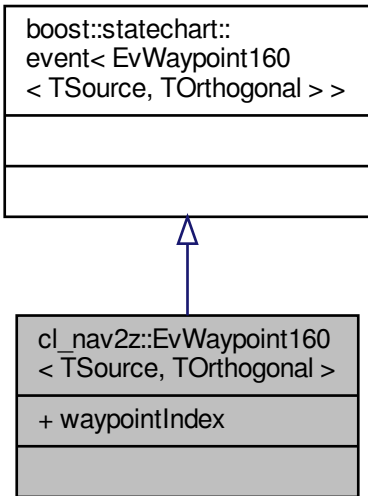 boost::statechart::
event< EvWaypoint160
< TSource, TOrthogonal > >
cl_nav2z::EvWaypoint160
< TSource, TOrthogonal >
+ waypointIndex